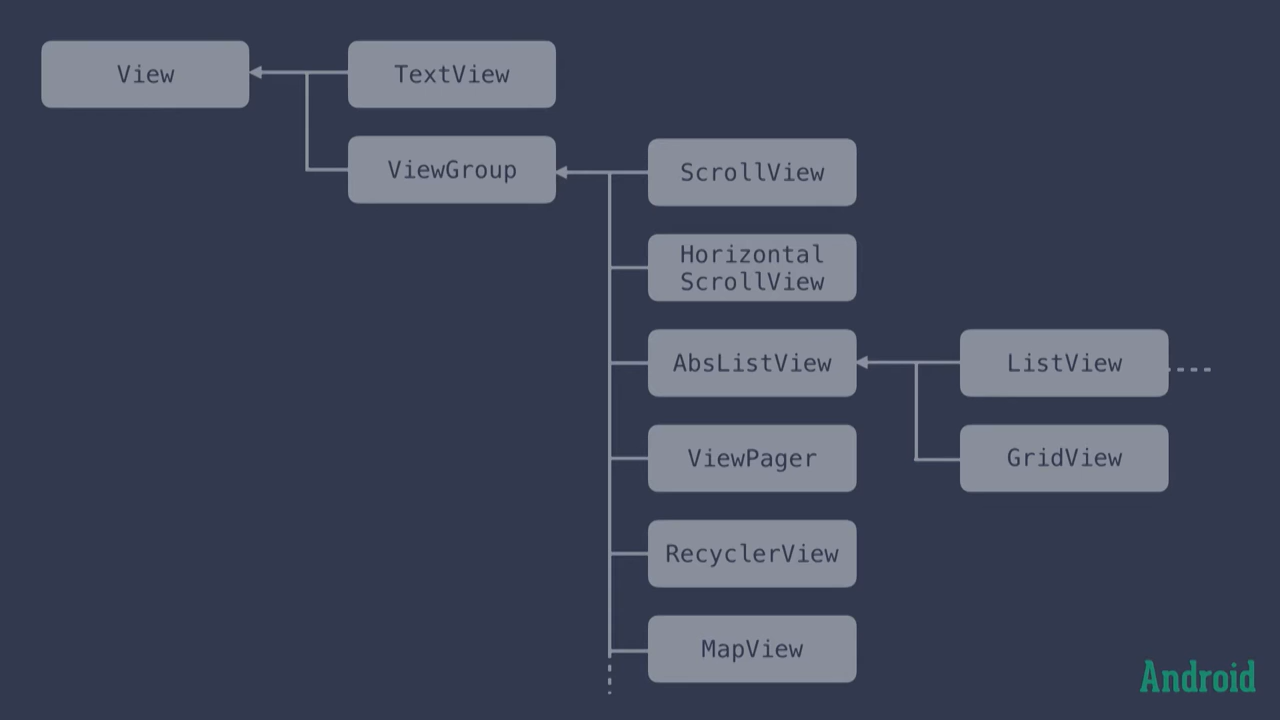 View
TextView
ViewGroup
ScrollView
Horizontal
ScrollView
AbsListView
ListView
ViewPager
GridView
RecyclerView
MapView
Android